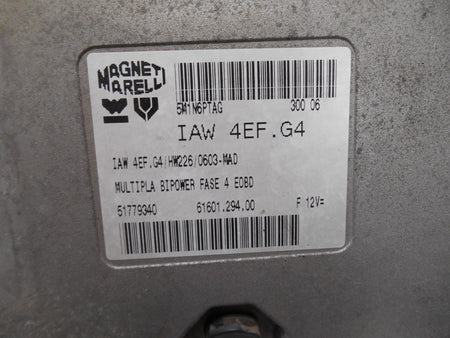 MAGNETI
MARELLI
5M1N6PTAG 300 06
IAW 4EF.G4
IAW 4EF.G4/HW226/0603-MAD
MULTIPLA BIPOWER FASE 4 EOBD
51779340 61601.294.00 F 12V=